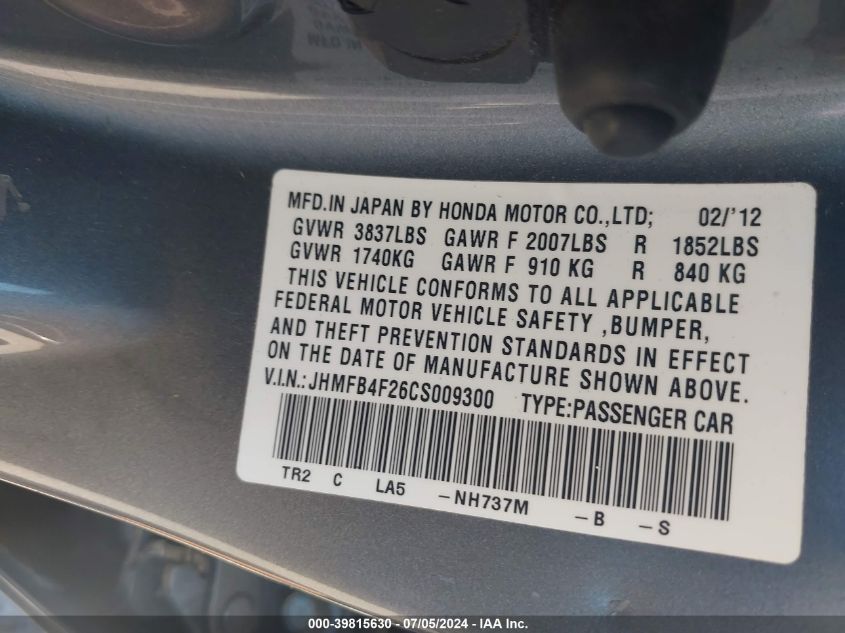 MFD.IN JAPAN BY HONDA MOTOR CO.,LTD; 02/'12
GVWR 3837LBS GAWR F 2007LBS R 1852LBS
GVWR 1740KG GAWR F 910 KG R 840 KG
THIS VEHICLE CONFORMS TO ALL APPLICABLE
FEDERAL MOTOR VEHICLE SAFETY ,BUMPER,
AND THEFT PREVENTION STANDARDS IN EFFECT
ON THE DATE OF MANUFACTURE SHOWN ABOVE.
V.I.N.: JHMFB4F26CS009300 TYPE:PASSENGER CAR
TR2 C LA5 -NH737M -B -S
000-39815630 - 07/05/2024 - IAA Inc.